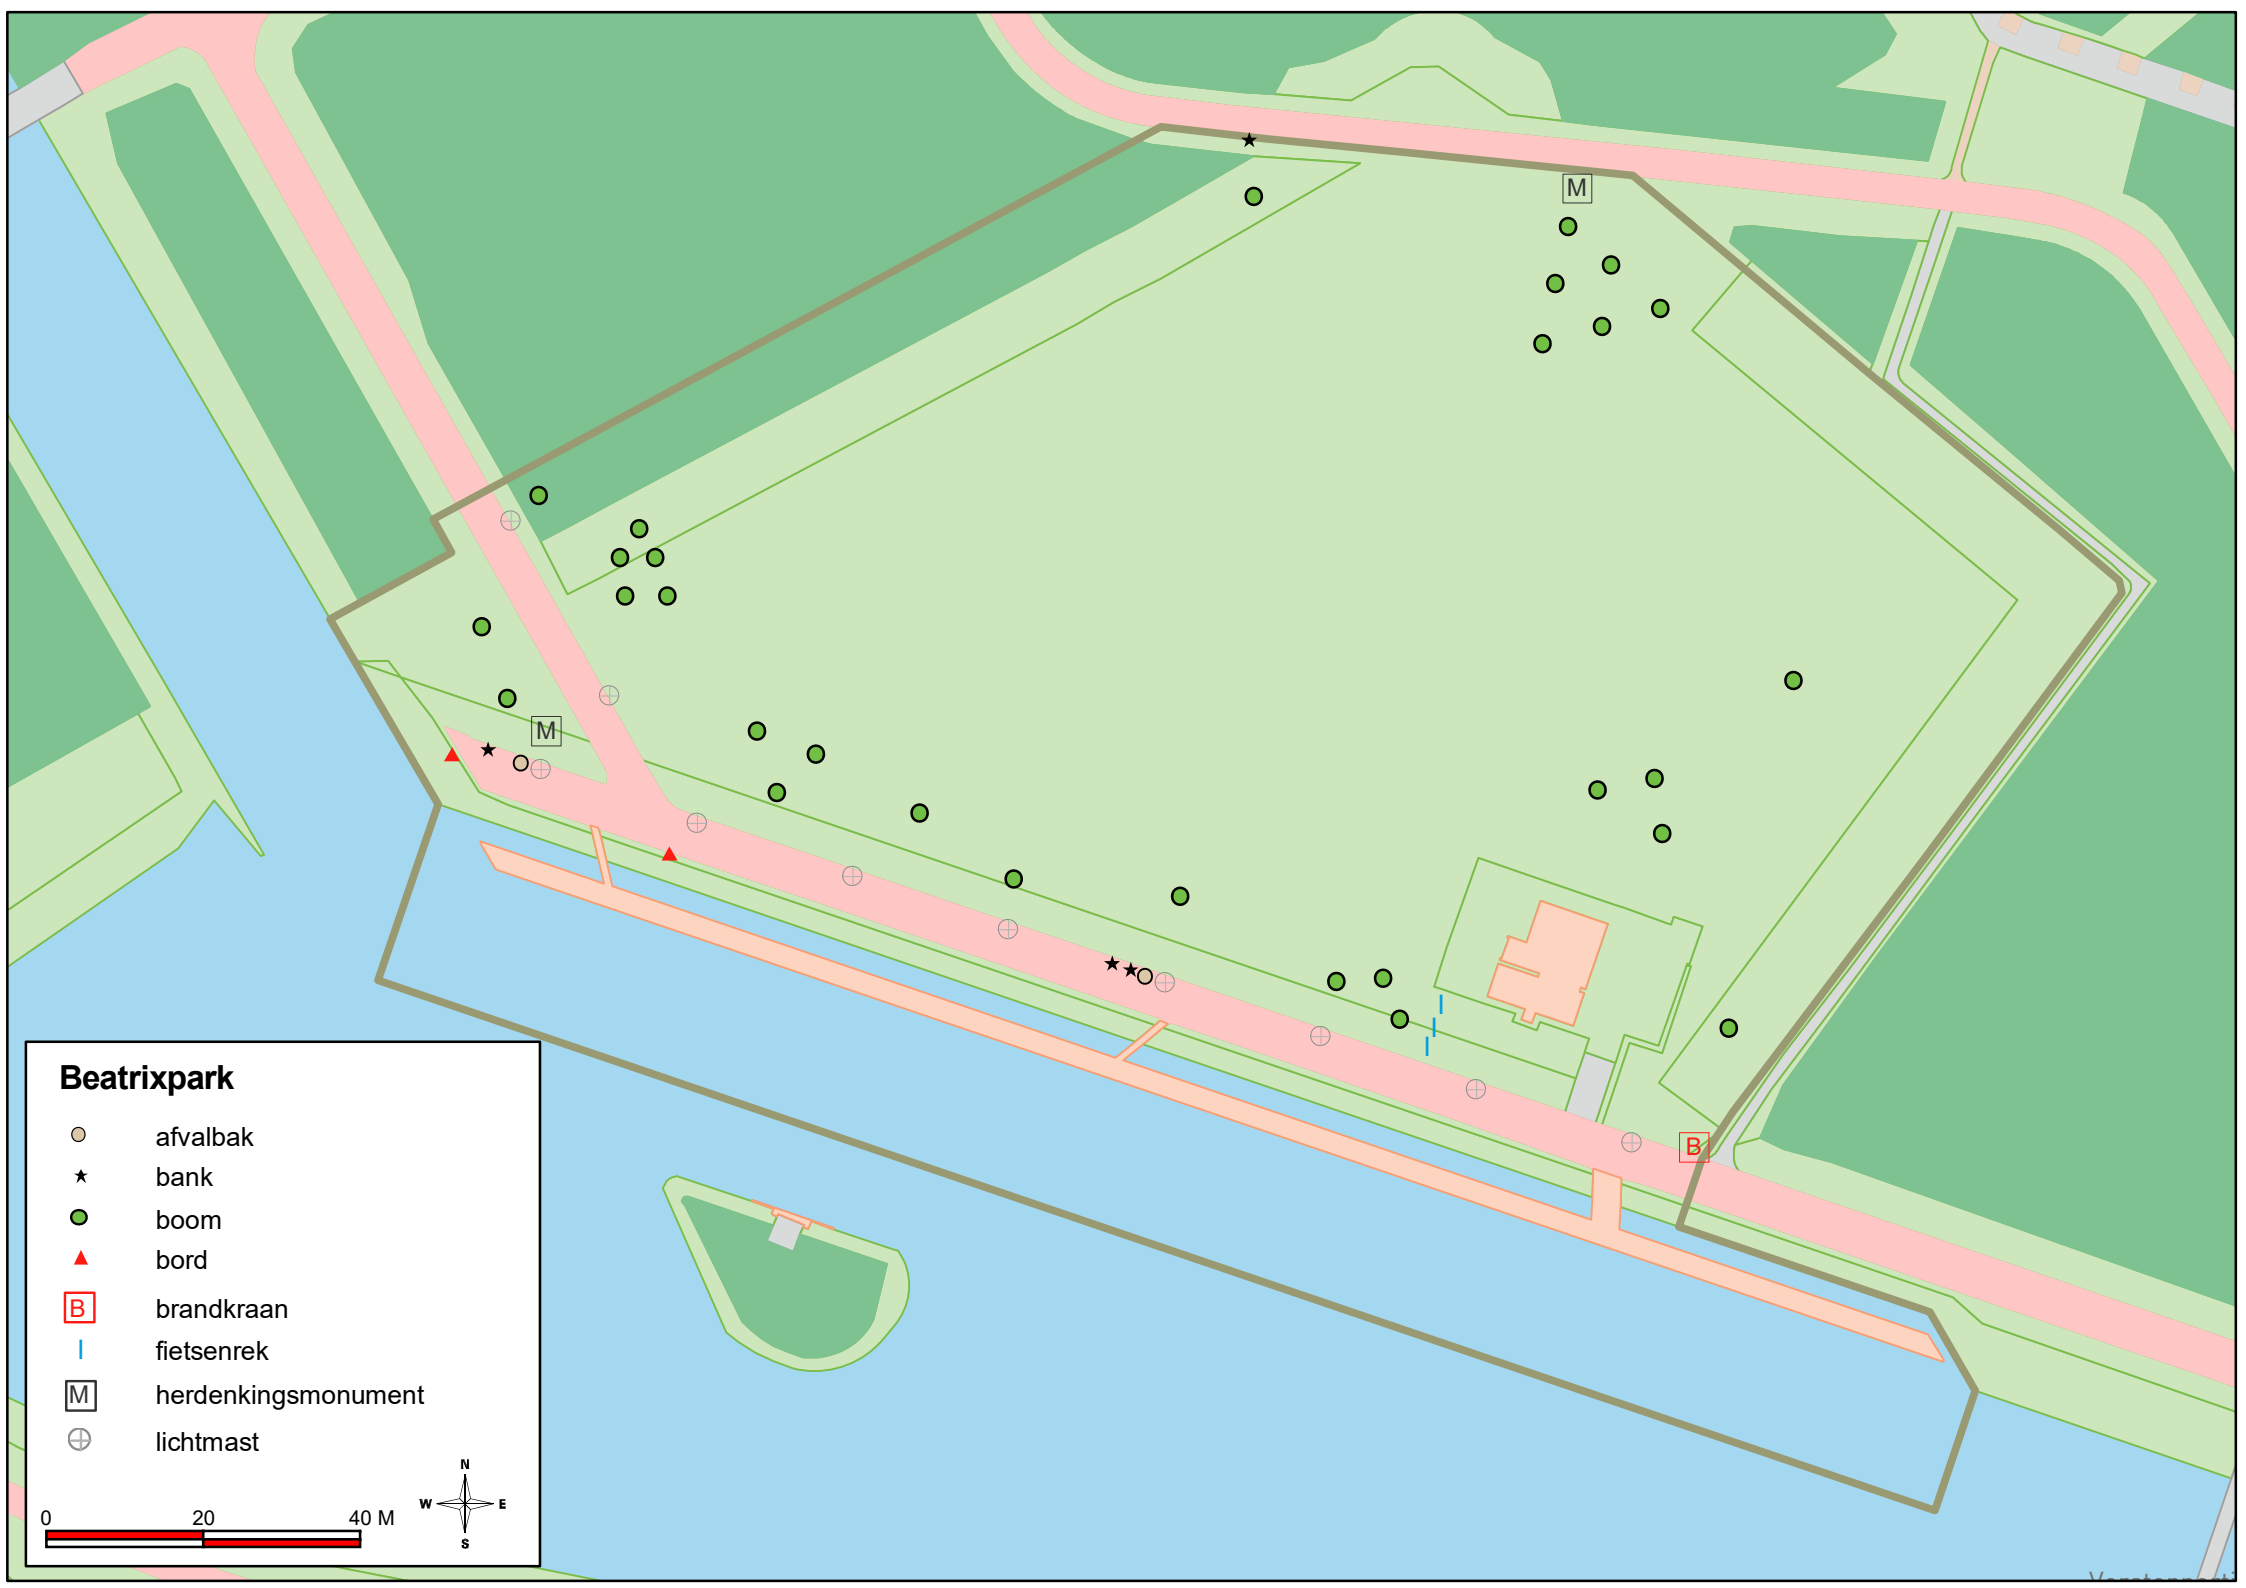 M
M
B
Beatrixpark
afvalbak
bank
boom
bord
B brandkraan
fietsenrek
M herdenkingsmonument
lichtmast
N
W E
S
0 20 40 M